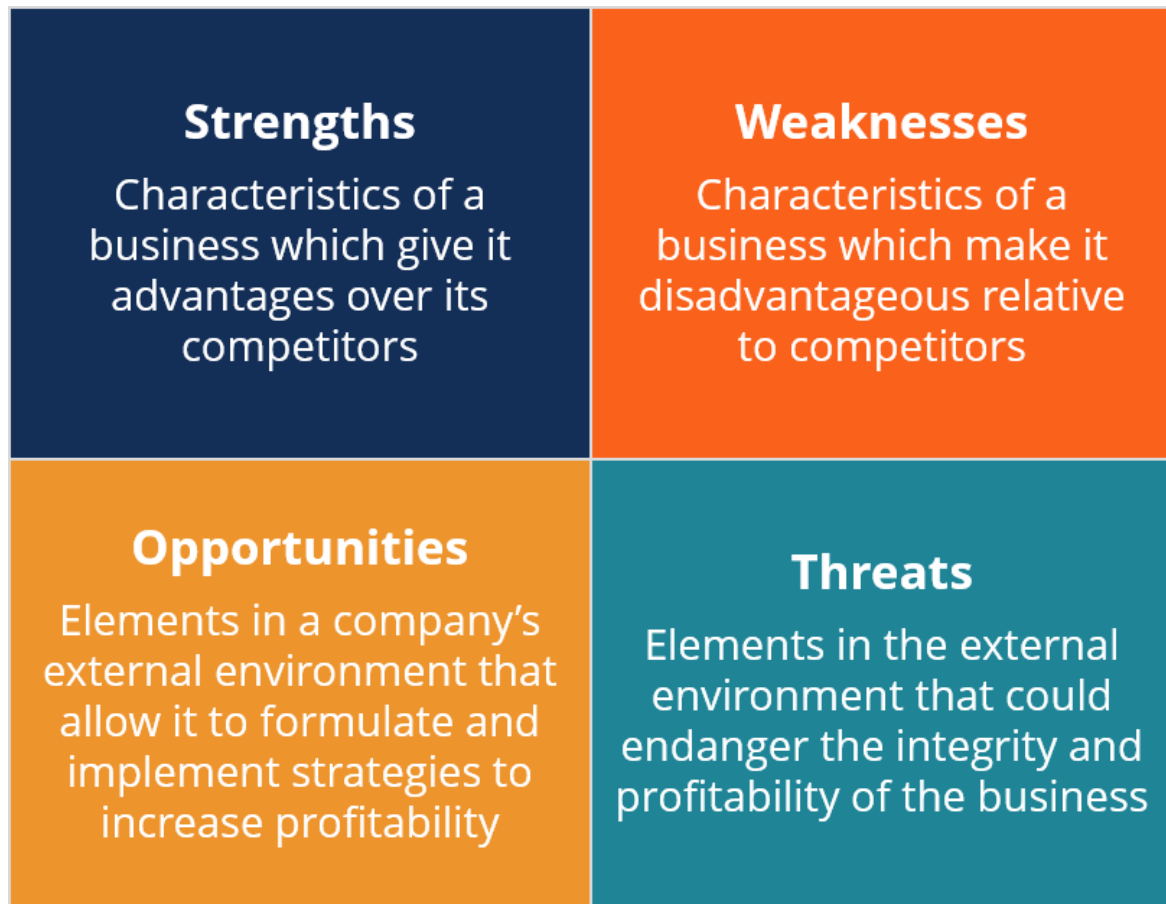 Strengths
Characteristics of a
business which give it
advantages over its
competitors
Weaknesses
Characteristics of a
business which make it
disadvantageous relative
to competitors
Opportunities
Elements in a company’s
external environment that
allow it to formulate and
implement strategies to
increase profitability
Threats
Elements in the external
environment that could
endanger the integrity and
profitability of the business